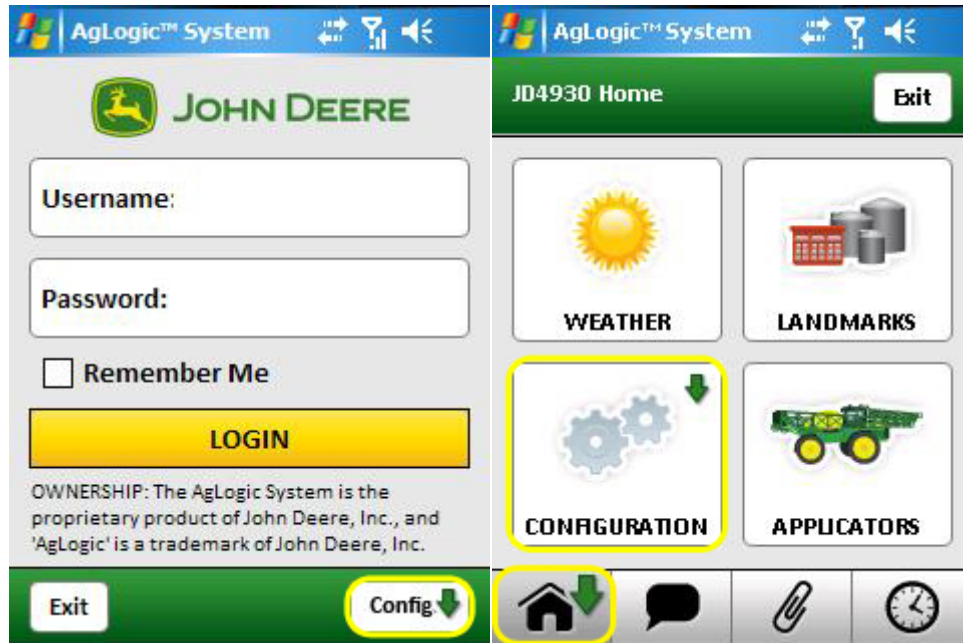 AgLogic™ System
JOHN DEERE
Username:
Password:
Remember Me
LOGIN
OWNERSHIP: The AgLogic System is the
proprietary product of John Deere, Inc., and
'AgLogic' is a trademark of John Deere, Inc.
Exit
Config.
AgLogic™ System
JD4930 Home
Exit
WEATHER
LANDMARKS
CONFIGURATION
APPLICATORS